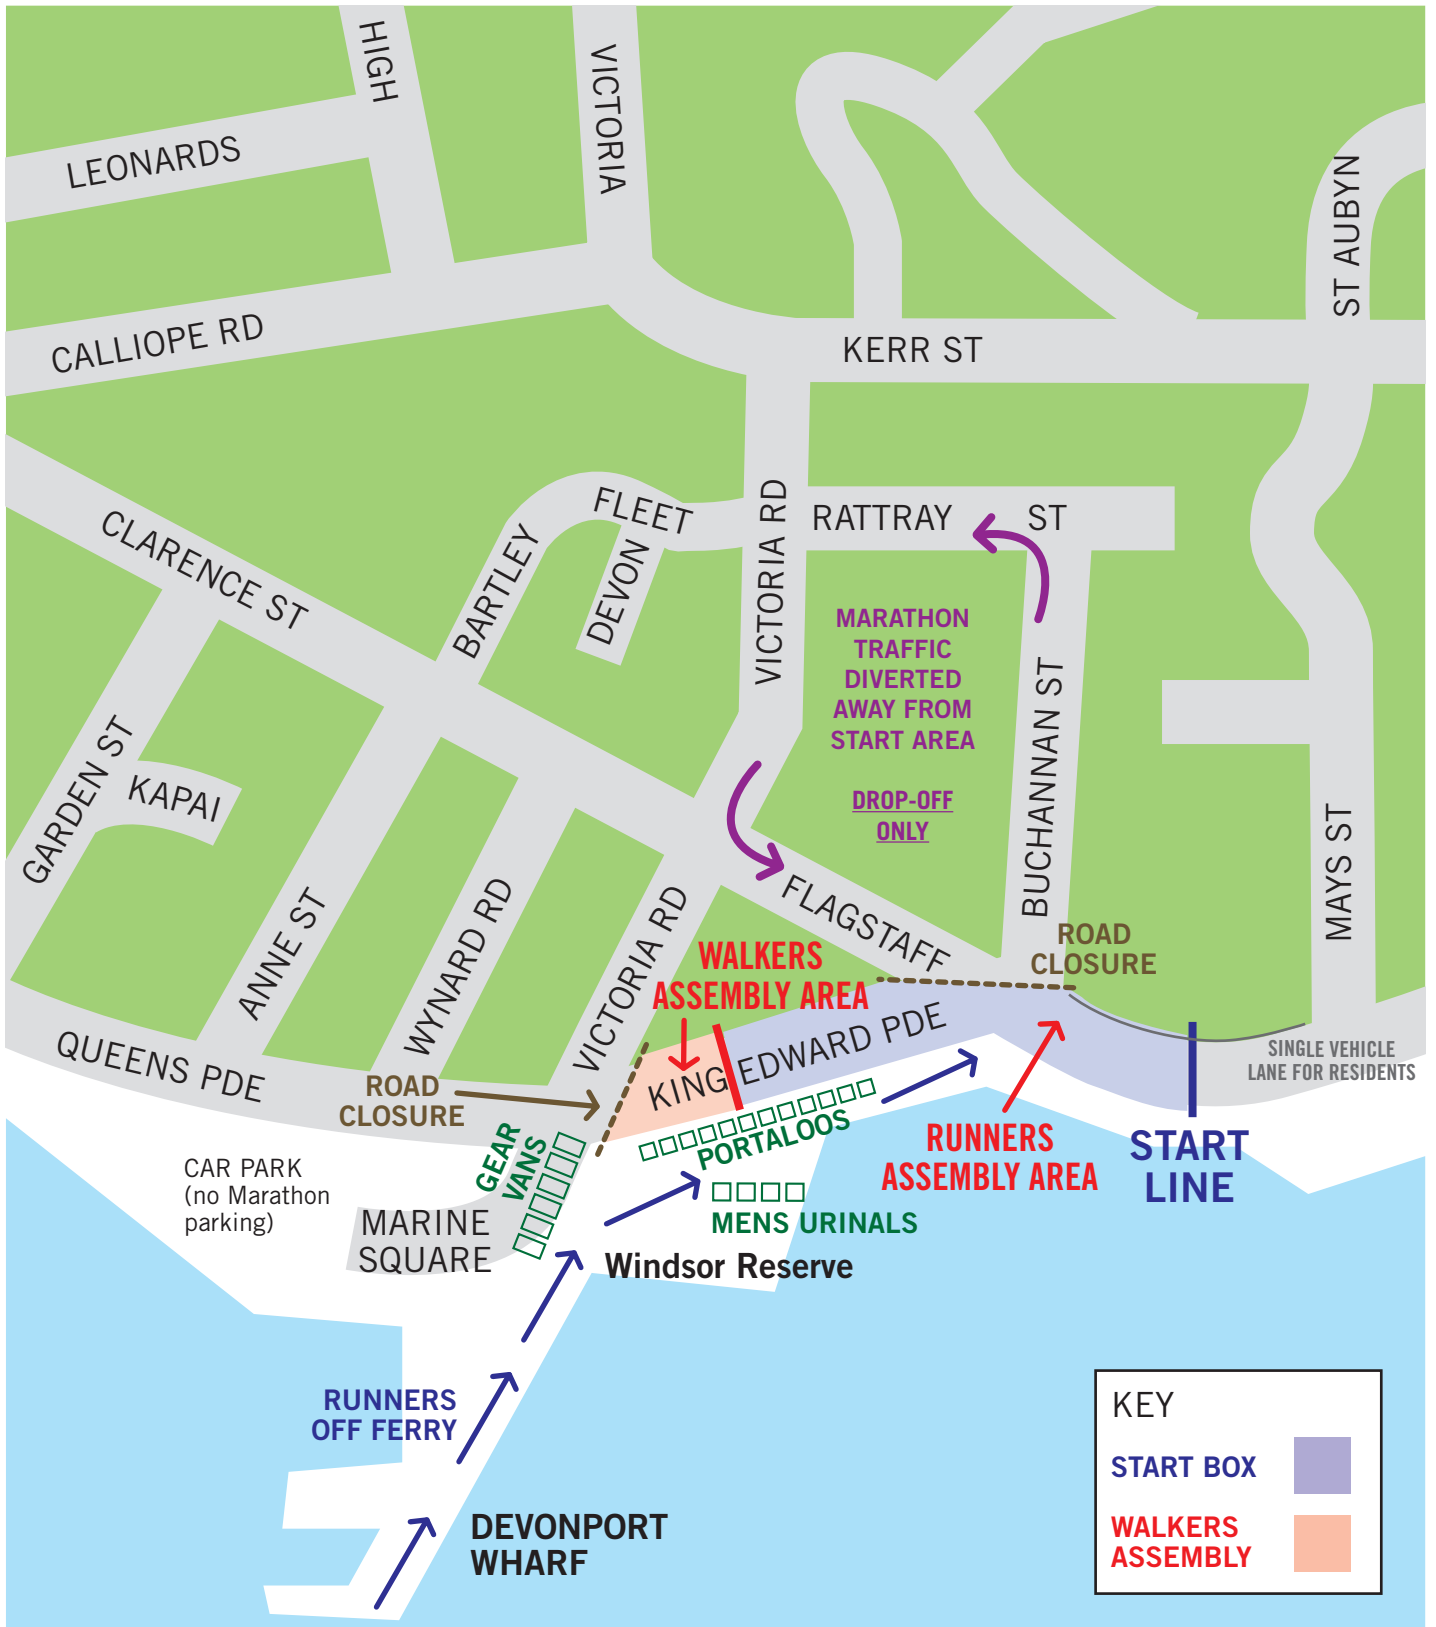 HIGH
VICTORIA
LEONARDS
ST AUBYN
CALLIOPE RD
KERR ST
CLARENCE ST
FLEET
DEVON
BARTLEY
VICTORIA RD
RATTRAY ST
MARATHON
TRAFFIC
DIVERTED
AWAY FROM
START AREA
DROP-OFF
ONLY
BUCHANNAN ST
MAYS ST
GARDEN ST
KAPAI
ANNE ST
WYNARD RD
VICTORIA RD
FLAGSTAFF
ROAD
CLOSURE
WALKERS
ASSEMBLY AREA
KING EDWARD PDE
QUEENS PDE
ROAD
CLOSURE
SINGLE VEHICLE
LANE FOR RESIDENTS
GEAR
VANS
PORTALOOS
RUNNERS
ASSEMBLY AREA
START
LINE
CAR PARK
(no Marathon
parking)
MARINE
SQUARE
MENS URINALS
Windsor Reserve
RUNNERS
OFF FERRY
DEVONPORT
WHARF
KEY
START BOX
WALKERS
ASSEMBLY